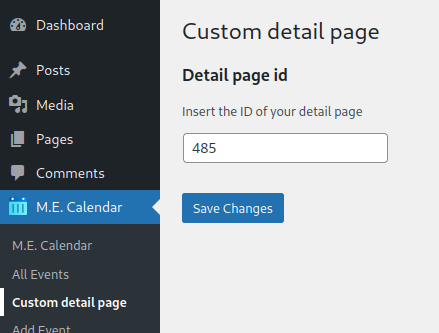 Dashboard
Posts
Media
Pages
Comments
M.E. Calendar
M.E. Calendar
All Events
Custom detail page
Add Event
Custom detail page
Detail page id
Insert the ID of your detail page
485
Save Changes